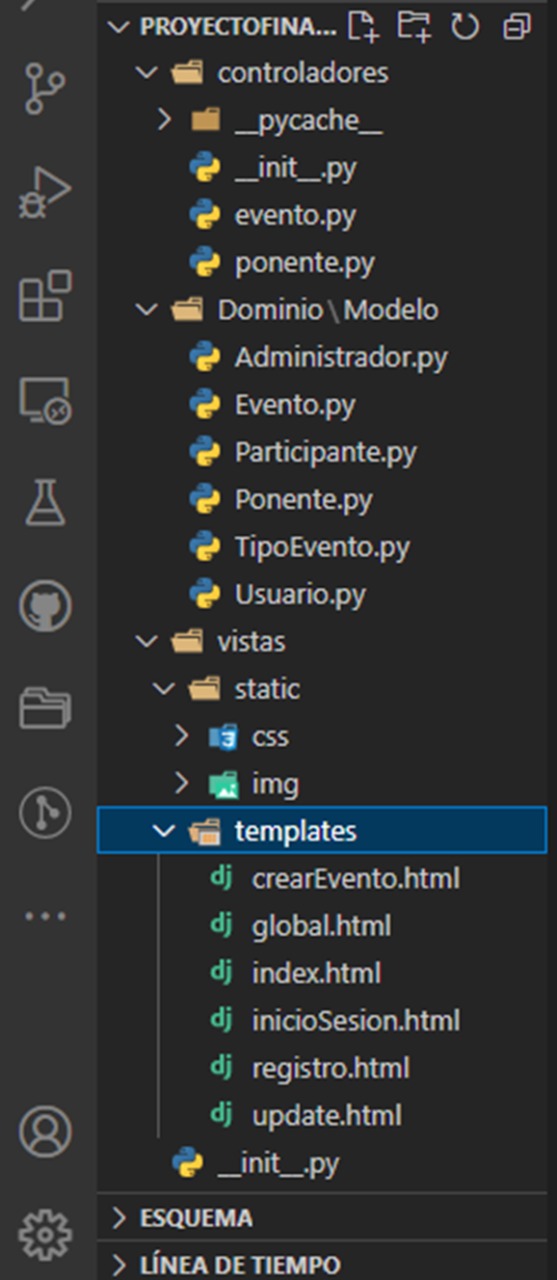 PROYECTOFINA...
controladores
__pycache__
__init__.py
evento.py
ponente.py
Dominio\Modelo
Administrador.py
Evento.py
Participante.py
Ponente.py
TipoEvento.py
Usuario.py
vistas
static
css
img
templates
dj crearEvento.html
dj global.html
dj index.html
dj inicioSesion.html
dj registro.html
dj update.html
__init__.py
ESQUEMA
LÍNEA DE TIEMPO